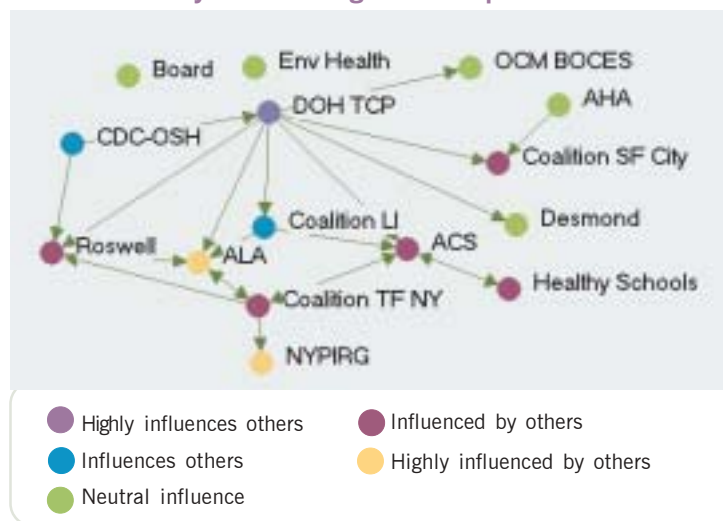 Board
Env Health
OCM BOCES
DOH TCP
AHA
CDC-OSH
Coalition SF City
Coalition LI
Desmond
Roswell
ALA
ACS
Healthy Schools
Coalition TF NY
NYPIRG
Highly influences others
Influenced by others
Influences others
Highly influenced by others
Neutral influence